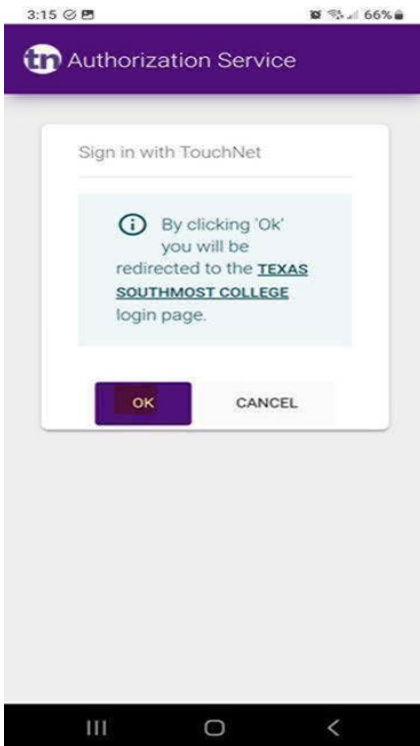 3:15 66%
tn Authorization Service
Sign in with TouchNet
By clicking 'Ok'
you will be
redirected to the TEXAS
SOUTHMOST COLLEGE
login page.
OK CANCEL